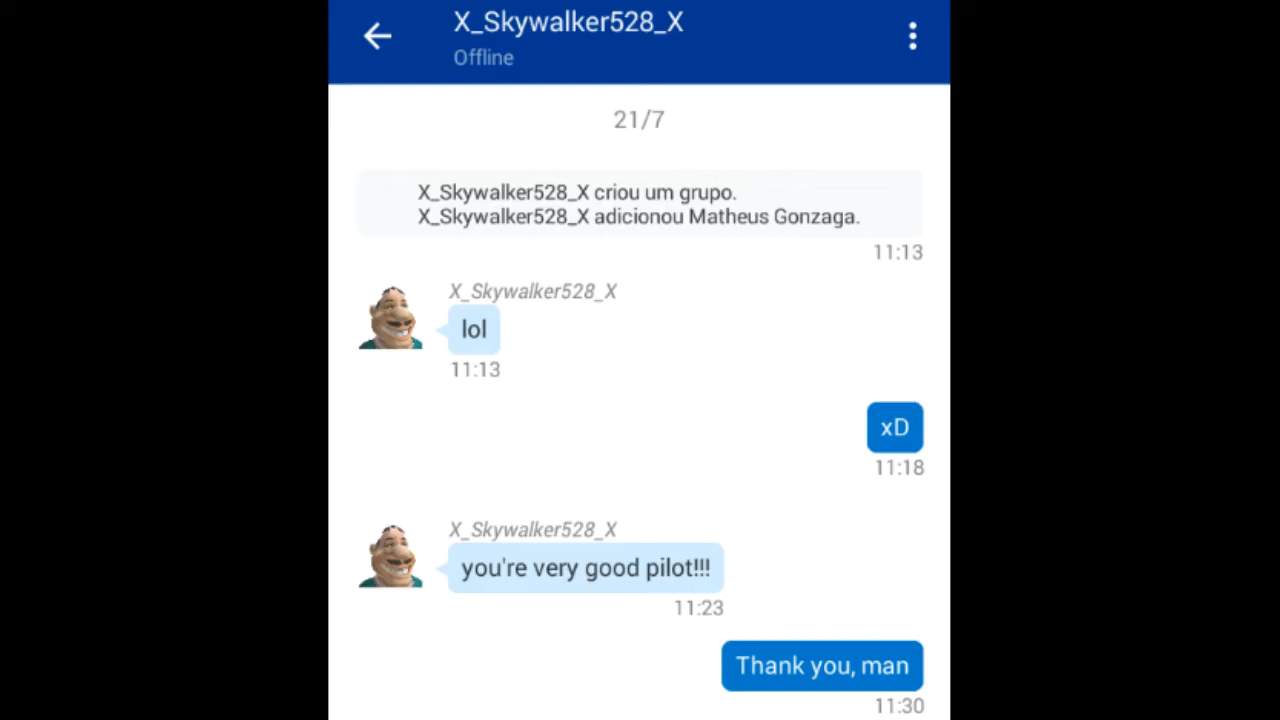 X_Skywalker528_X
Offline
21/7
X_Skywalker528_X criou um grupo.
X_Skywalker528_X adicionou Matheus Gonzaga.
11:13
X_Skywalker528_X
lol
11:13
xD
11:18
X_Skywalker528_X
you're very good pilot!!!
11:23
Thank you, man
11:30